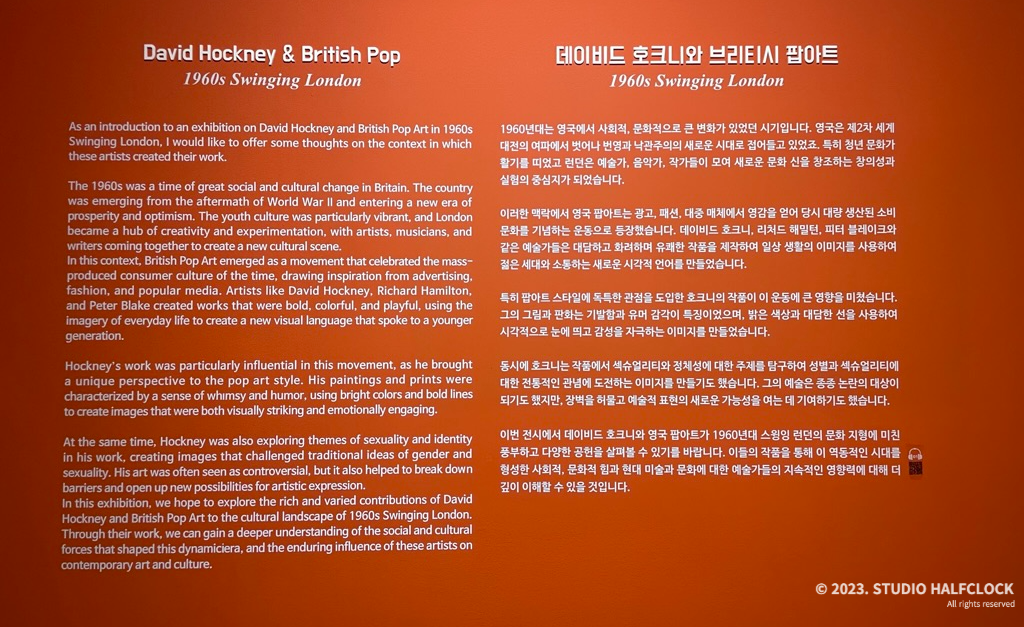 David Hockney & British Pop
1960s Swinging London
As an introduction to an exhibition on David Hockney and British Pop Art in 1960s
Swinging London, I would like to offer some thoughts on the context in which
these artists created their work.
The 1960s was a time of great social and cultural change in Britain. The country
was emerging from the aftermath of World War II and entering a new era of
prosperity and optimism. The youth culture was particularly vibrant, and London
became a hub of creativity and experimentation, with artists, musicians, and
writers coming together to create a new cultural scene.
In this context, British Pop Art emerged as a movement that celebrated the mass-
produced consumer culture of the time, drawing inspiration from advertising,
fashion, and popular media. Artists like David Hockney, Richard Hamilton,
and Peter Blake created works that were bold, colorful, and playful, using the
imagery of everyday life to create a new visual language that spoke to a younger
generation.
Hockney's work was particularly influential in this movement, as he brought
a unique perspective to the pop art style. His paintings and prints were
characterized by a sense of whimsy and humor, using bright colors and bold lines
to create images that were both visually striking and emotionally engaging.
At the same time, Hockney was also exploring themes of sexuality and identity
in his work, creating images that challenged traditional ideas of gender and
sexuality. His art was often seen as controversial, but it also helped to break down
barriers and open up new possibilities for artistic expression.
In this exhibition, we hope to explore the rich and varied contributions of David
Hockney and British Pop Art to the cultural landscape of 1960s Swinging London.
Through their work, we can gain a deeper understanding of the social and cultural
forces that shaped this dynamiciera, and the enduring influence of these artists on
contemporary art and culture.
데이비드 호크니와 브리티시 팝아트
1960s Swinging London
1960년대는 영국에서 사회적, 문화적으로 큰 변화가 있었던 시기입니다. 영국은 제2차 세계
대전의 여파에서 벗어나 번영과 낙관주의의 새로운 시대로 접어들고 있었죠. 특히 청년 문화가
활기를 띠었고 런던은 예술가, 음악가, 작가들이 모여 새로운 문화 신을 창조하는 창의성과
실험의 중심지가 되었습니다.
이러한 맥락에서 영국 팝아트는 광고, 패션, 대중 매체에서 영감을 얻어 당시 대량 생산된 소비
문화를 기념하는 운동으로 등장했습니다. 데이비드 호크니, 리처드 해밀턴, 피터 블레이크와
같은 예술가들은 대담하고 화려하며 유쾌한 작품을 제작하여 일상 생활의 이미지를 사용하여
젊은 세대와 소통하는 새로운 시각적 언어를 만들었습니다.
특히 팝아트 스타일에 독특한 관점을 도입한 호크니의 작품이 이 운동에 큰 영향을 미쳤습니다.
그의 그림과 판화는 기발함과 유머 감각이 특징이었으며, 밝은 색상과 대담한 선을 사용하여
시각적으로 눈에 띄고 감성을 자극하는 이미지를 만들었습니다.
동시에 호크니는 작품에서 섹슈얼리티와 정체성에 대한 주제를 탐구하여 성별과 섹슈얼리티에
대한 전통적인 관념에 도전하는 이미지를 만들기도 했습니다. 그의 예술은 종종 논란의 대상이
되기도 했지만, 장벽을 허물고 예술적 표현의 새로운 가능성을 여는 데 기여하기도 했습니다.
이번 전시에서 데이비드 호크니와 영국 팝아트가 1960년대 스윙잉 런던의 문화 지형에 미친
풍부하고 다양한 공헌을 살펴볼 수 있기를 바랍니다. 이들의 작품을 통해 이 역동적인 시대를
형성한 사회적, 문화적 힘과 현대 미술과 문화에 대한 예술가들의 지속적인 영향력에 대해 더
깊이 이해할 수 있을 것입니다.
© 2023. STUDIO HALFCLOCK
All rights reserved